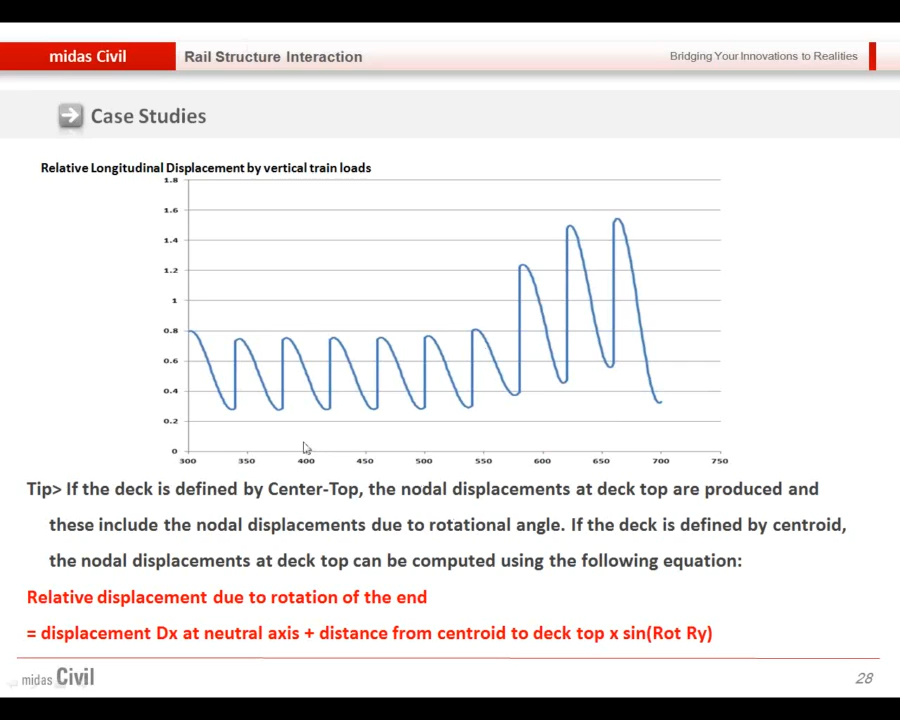 midas Civil
Rail Structure Interaction
Bridging Your Innovations to Realities
Case Studies
Relative Longitudinal Displacement by vertical train loads
1.8
1.6
1.4
1.2
1
0.8
0.6
0.4
0.2
0
300 350 400 450 500 550 600 650 700 750
Tip> If the deck is defined by Center-Top, the nodal displacements at deck top are produced and
these include the nodal displacements due to rotational angle. If the deck is defined by centroid,
the nodal displacements at deck top can be computed using the following equation:
Relative displacement due to rotation of the end
= displacement Dx at neutral axis + distance from centroid to deck top x sin(Rot Ry)
midas Civil
28